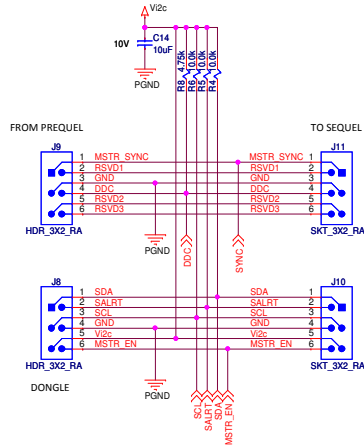 Vi2c
10V
C14
10uF
PGND
R8 4.75k
R6 10.0k
R5 10.0k
R4 10.0k
FROM PREQUEL
TO SEQUEL
J9
J11
1 MSTR_SYNC MSTR_SYNC 1
2 RSVD1 RSVD1 2
3 GND GND 3
4 DDC DDC 4
5 RSVD2 RSVD2 5
6 RSVD3 RSVD3 6
HDR_3X2_RA
SKT_3X2_RA
PGND
DDC
SYNC
J8
J10
1 SDA SDA 1
2 SALRT SALRT 2
3 SCL SCL 3
4 GND GND 4
5 Vi2c Vi2c 5
6 MSTR_EN MSTR_EN 6
HDR_3X2_RA
SKT_3X2_RA
DONGLE
PGND
SCL
SALRT
SDA
MSTR_EN